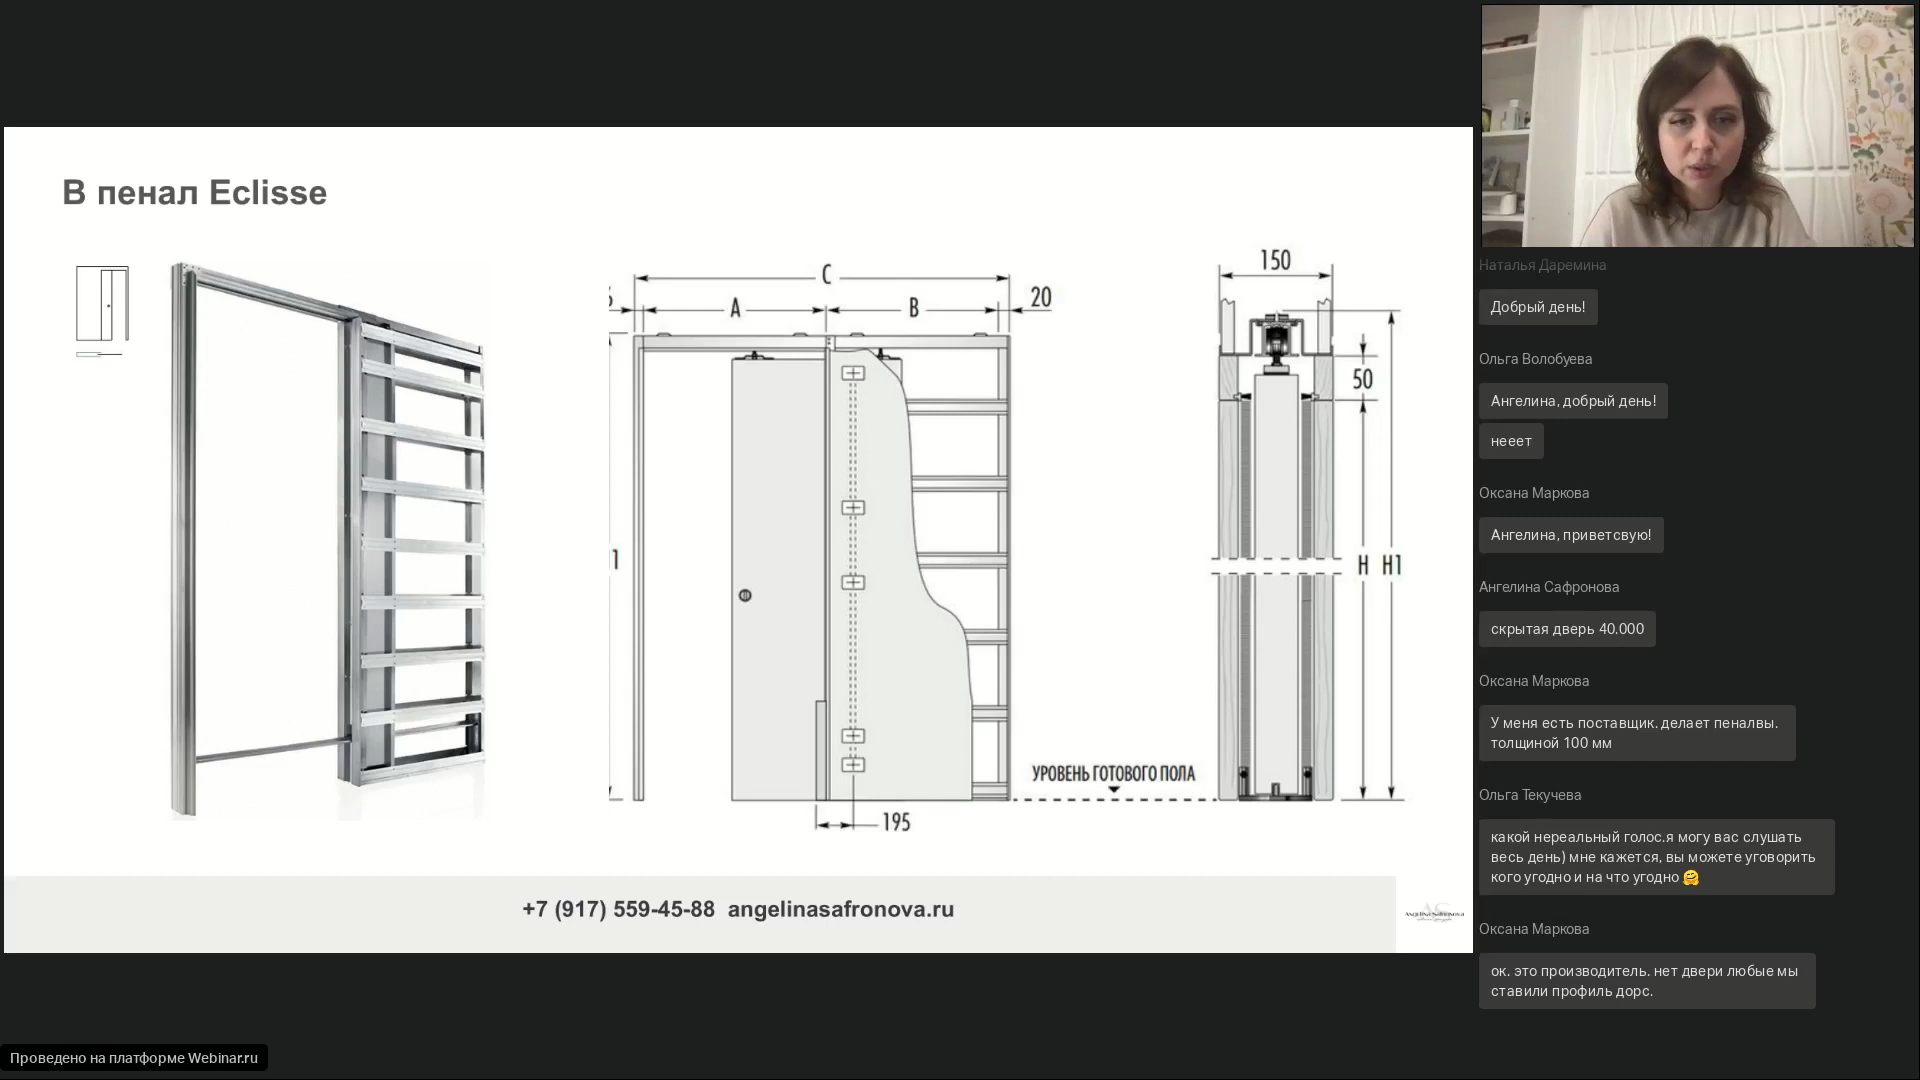 В пенал Eclisse
C
A
B
20
195
УРОВЕНЬ ГОТОВОГО ПОЛА
150
50
H
H1
+7 (917) 559-45-88 angelinasafronova.ru
Наталья Даремина
Добрый день!
Ольга Волобуева
Ангелина, добрый день!
нееет
Оксана Маркова
Ангелина, приветсвую!
Ангелина Сафронова
скрытая дверь 40.000
Оксана Маркова
У меня есть поставщик. делает пеналвы.
толщиной 100 мм
Ольга Текучева
какой нереальный голос.я могу вас слушать
весь день) мне кажется, вы можете уговорить
кого угодно и на что угодно 🤗
Оксана Маркова
ок. это производитель. нет двери любые мы
ставили профиль дорс.
Проведено на платформе Webinar.ru